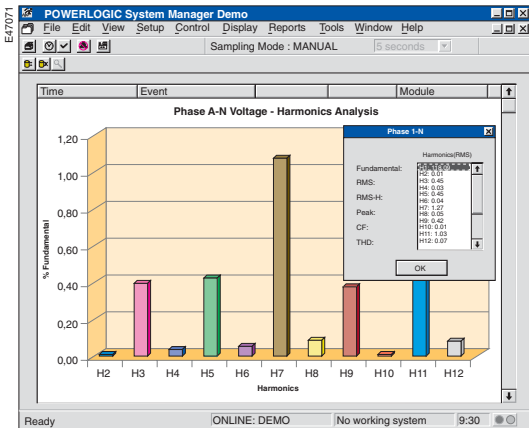 E47071
POWERLOGIC System Manager Demo
File Edit View Setup Control Display Reports Tools Window Help
Sampling Mode : MANUAL 5 seconds
Time Event Module
Phase A-N Voltage - Harmonics Analysis
% Fundamental
1,20
1,00
0,80
0,60
0,40
0,20
0,00
H2 H3 H4 H5 H6 H7 H8 H9 H10 H11 H12
Harmonics
Phase 1-N
Harmonics(RMS)
Fundamental:
RMS:
RMS-H:
Peak:
CF:
THD:
H2: 0.01
H3: 0.45
H4: 0.03
H5: 0.45
H6: 0.04
H7: 1.27
H8: 0.05
H9: 0.42
H10: 0.01
H11: 1.03
H12: 0.07
OK
Ready ONLINE: DEMO No working system 9:30